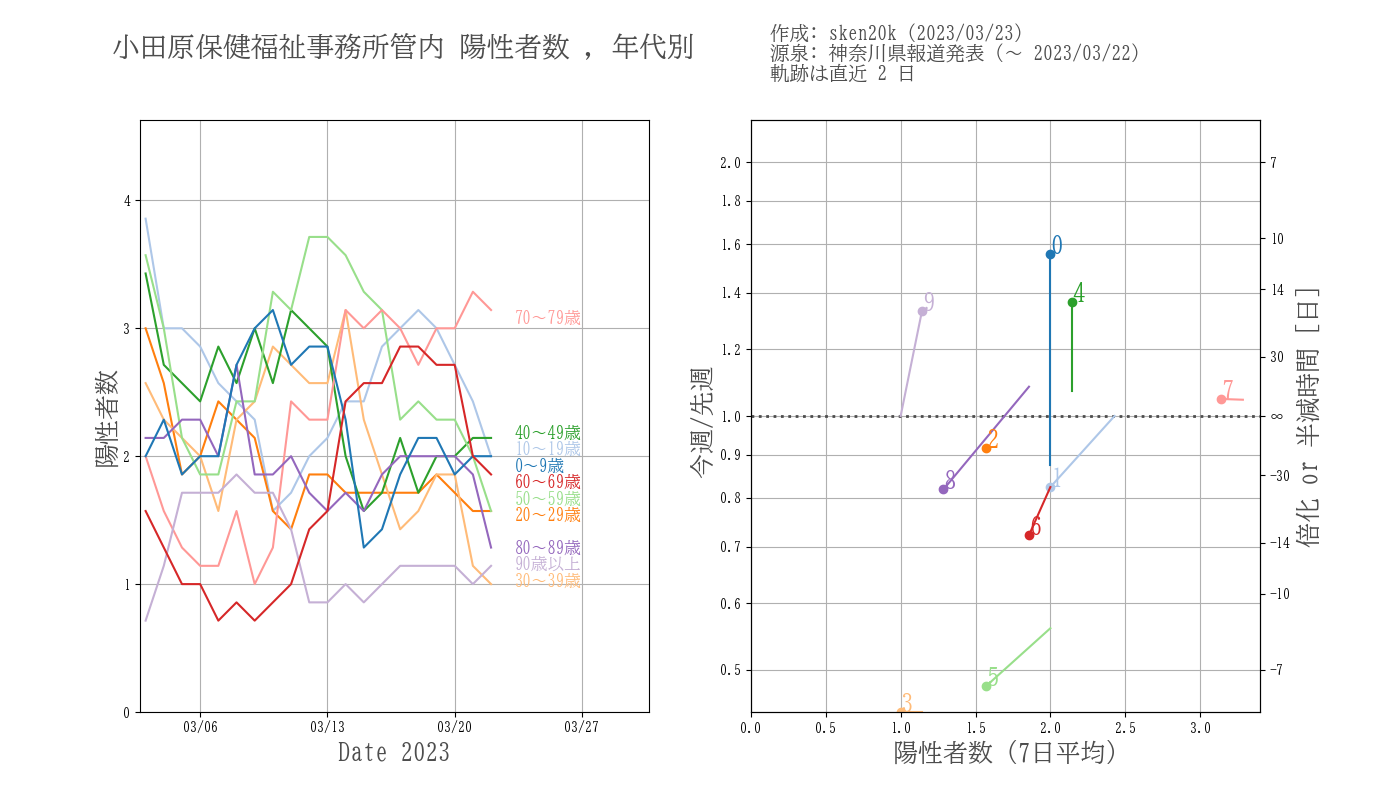 小田原保健福祉事務所管内 陽性者数 , 年代別
作成: sken20k (2023/03/23)
源泉: 神奈川県報道発表 (～ 2023/03/22)
軌跡は直近 2 日
陽性者数
4
3
2
1
0
03/06
03/13
03/20
03/27
Date 2023
70～79歳
40～49歳
10～19歳
0～9歳
60～69歳
50～59歳
20～29歳
80～89歳
90歳以上
30～39歳
今週/先週
2.0
1.8
1.6
1.4
1.2
1.0
0.9
0.8
0.7
0.6
0.5
0.0
0.5
1.0
1.5
2.0
2.5
3.0
陽性者数 (7日平均)
0
9
4
7
2
8
1
6
5
3
7
10
14
30
∞
-30
-14
-10
-7
倍化 or 半減時間 [日]